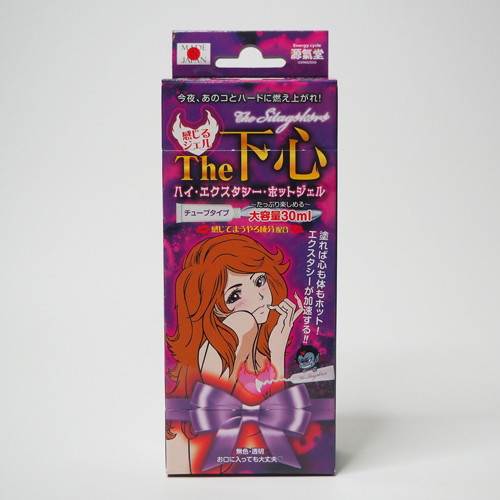 MADE IN JAPAN
Energy cycle
源氣堂
GENKIDO
今夜、あのコとハードに燃え上がれ!
The Stagsters
感じる
ジェル
The下心
ハイ・エクスタシー・ホットジェル
チューブタイプ
〜たっぷり楽しめる〜
大容量30ml
感じてまうやろ成分配合
塗れば心も体もホット!
エクスタシーが加速する!!
無色・透明
お口に入っても大丈夫♡